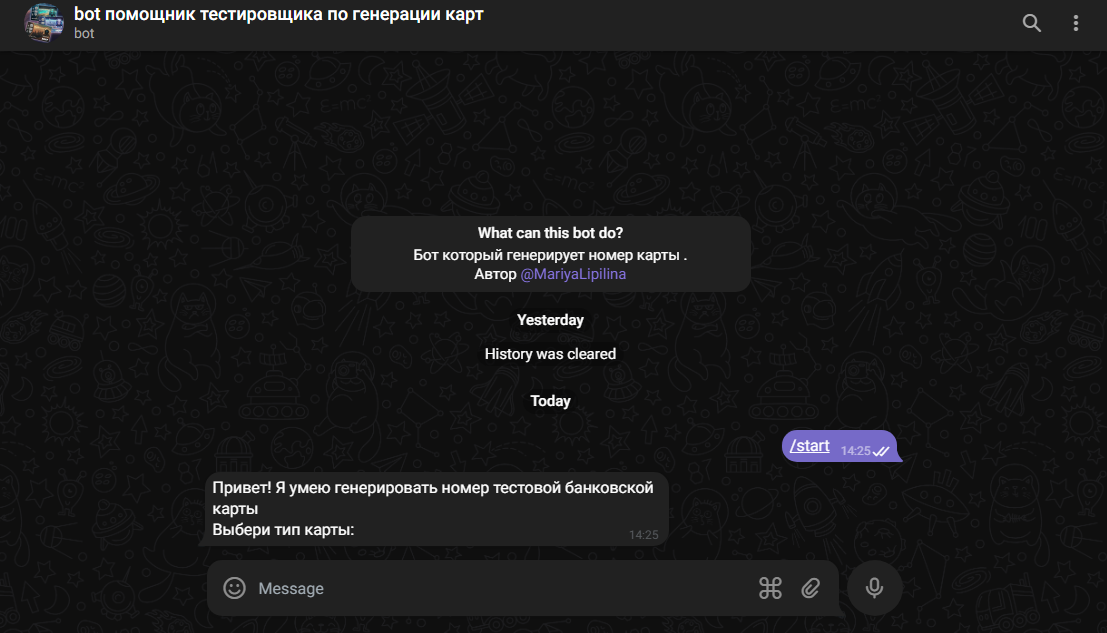 bot помощник тестировщика по генерации карт
bot
What can this bot do?
Бот который генерирует номер карты .
Автор @MariyaLipilina
Yesterday
History was cleared
Today
/start 14:25
Привет! Я умею генерировать номер тестовой банковской
карты
Выбери тип карты:
14:25
Message